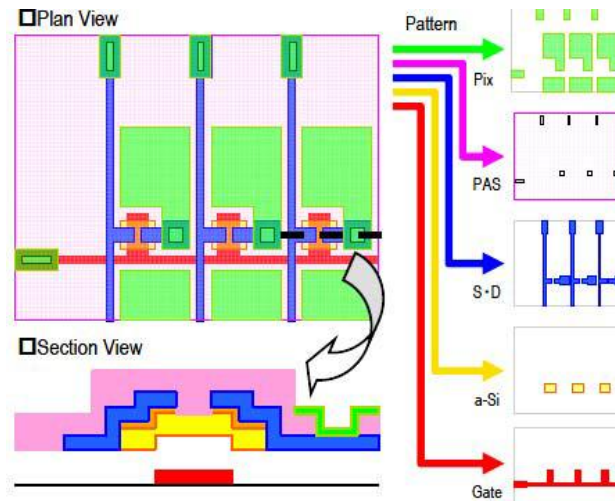 ☐Plan View
Pattern
Pix
PAS
S・D
☐Section View
a-Si
Gate